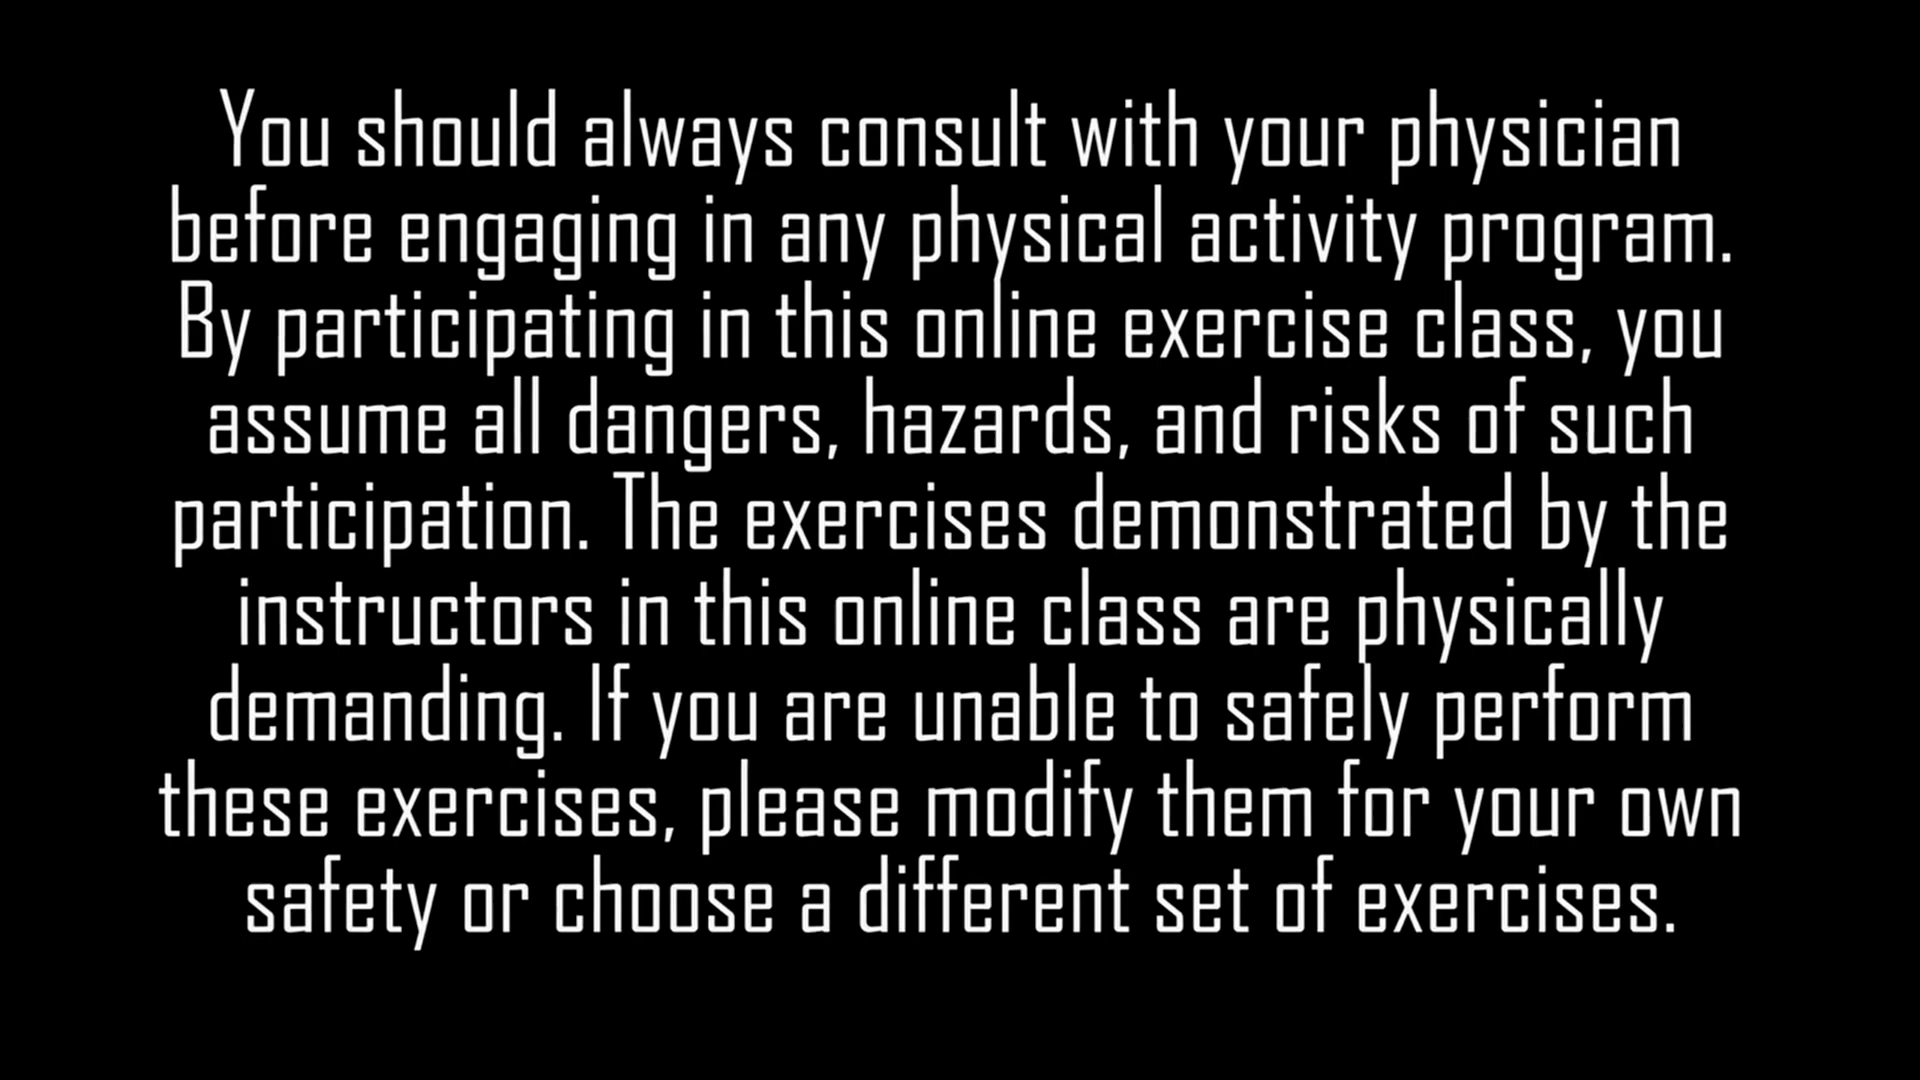 You should always consult with your physician
before engaging in any physical activity program.
By participating in this online exercise class, you
assume all dangers, hazards, and risks of such
participation. The exercises demonstrated by the
instructors in this online class are physically
demanding. If you are unable to safely perform
these exercises, please modify them for your own
safety or choose a different set of exercises.